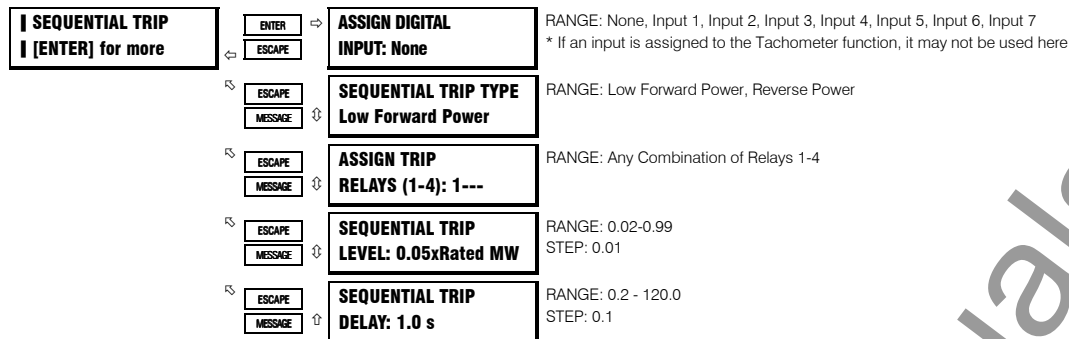 ❙ SEQUENTIAL TRIP
❙ [ENTER] for more
ENTER ⇨
⇦ ESCAPE
ASSIGN DIGITAL
INPUT: None
RANGE: None, Input 1, Input 2, Input 3, Input 4, Input 5, Input 6, Input 7
* If an input is assigned to the Tachometer function, it may not be used here
ESCAPE
MESSAGE ⇳
SEQUENTIAL TRIP TYPE
Low Forward Power
RANGE: Low Forward Power, Reverse Power
ESCAPE
MESSAGE ⇳
ASSIGN TRIP
RELAYS (1-4): 1---
RANGE: Any Combination of Relays 1-4
ESCAPE
MESSAGE ⇳
SEQUENTIAL TRIP
LEVEL: 0.05xRated MW
RANGE: 0.02-0.99
STEP: 0.01
ESCAPE
MESSAGE ⇧
SEQUENTIAL TRIP
DELAY: 1.0 s
RANGE: 0.2 - 120.0
STEP: 0.1